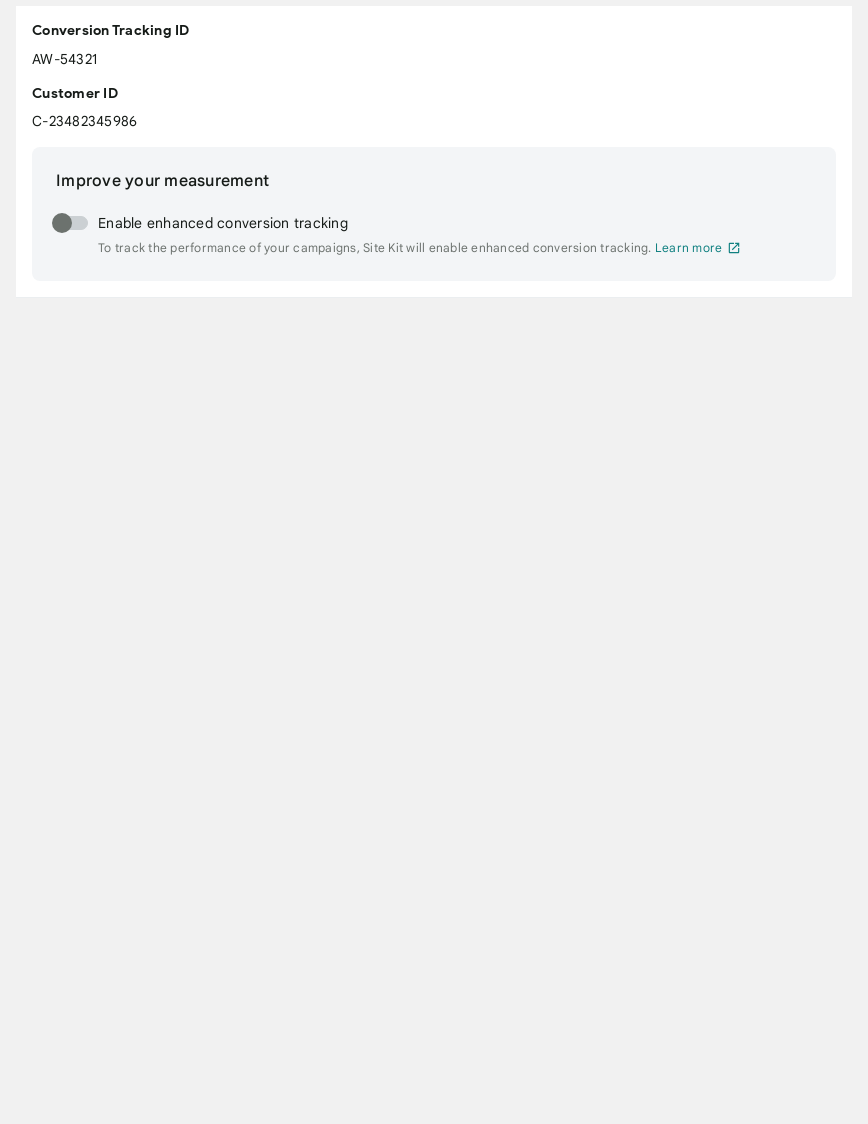 Conversion Tracking ID
AW-54321
Customer ID
C-23482345986
Improve your measurement
Enable enhanced conversion tracking
To track the performance of your campaigns, Site Kit will enable enhanced conversion tracking. Learn more